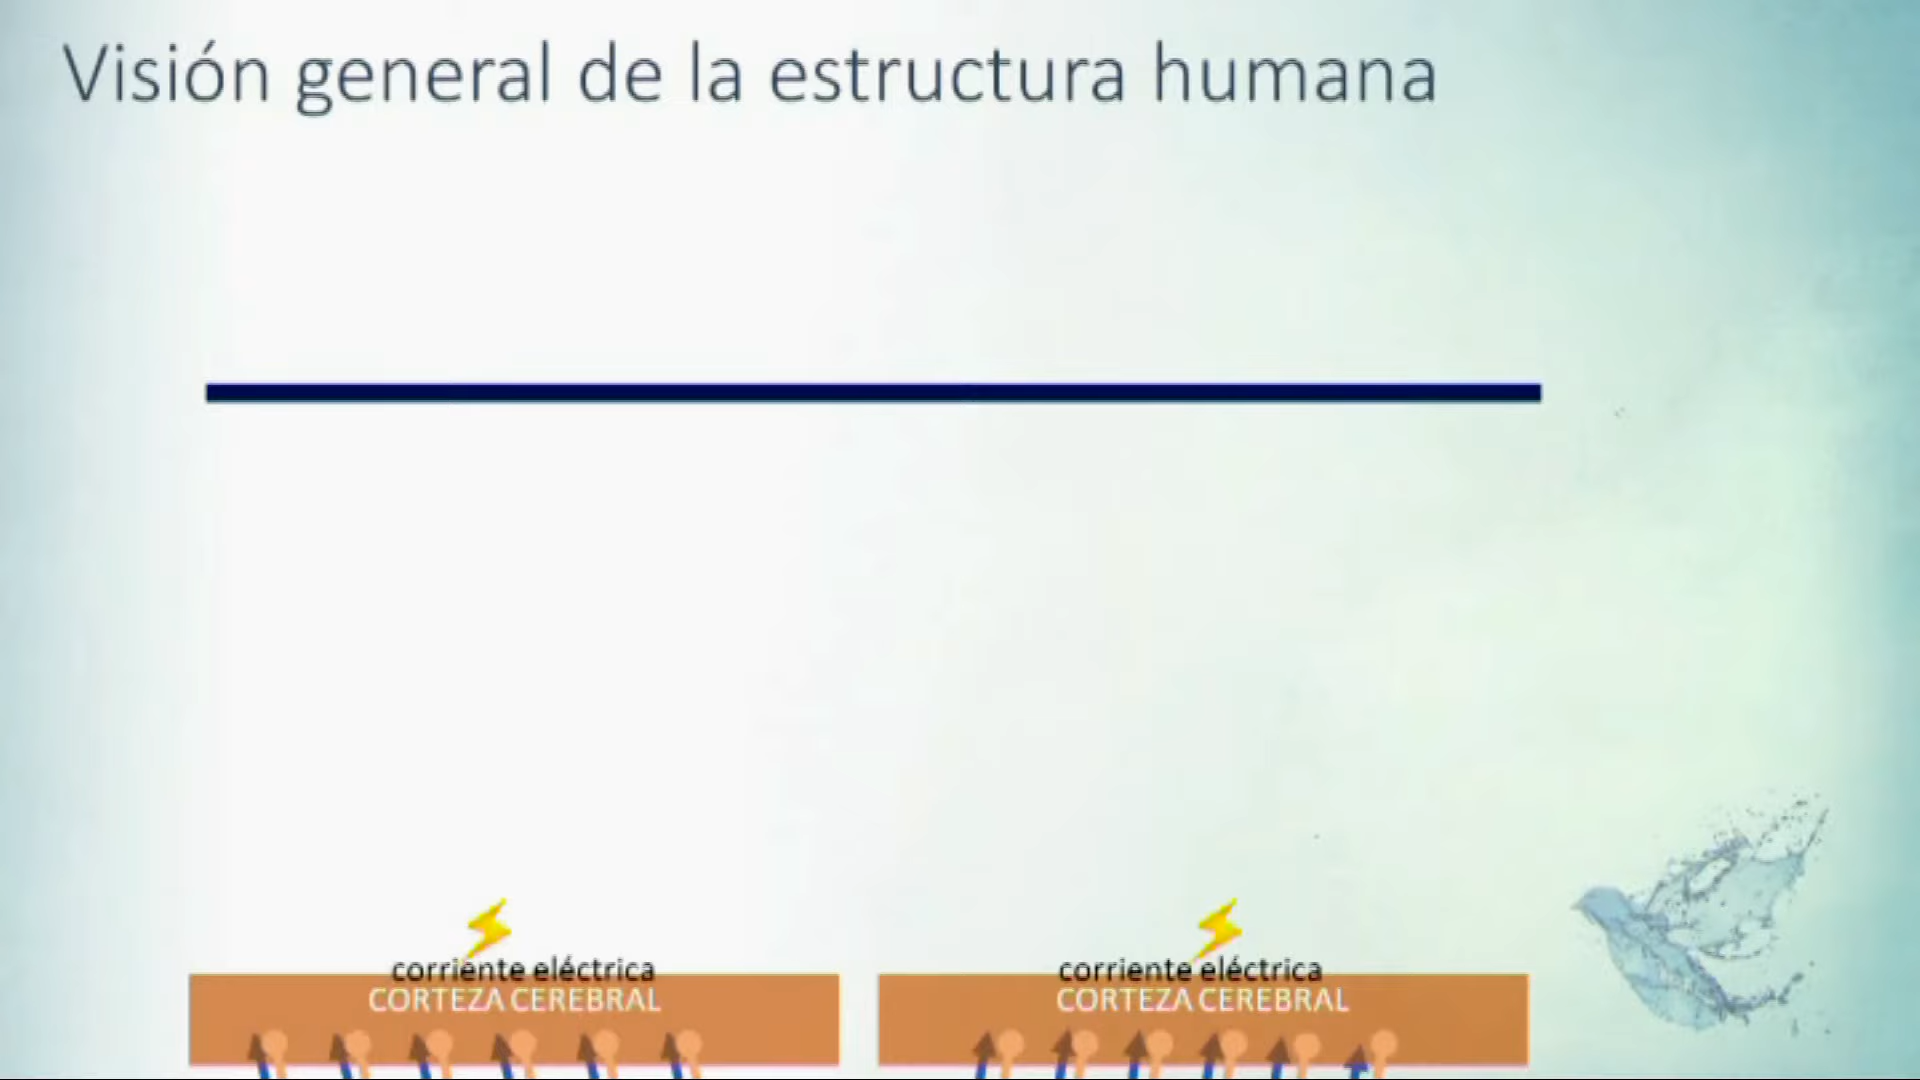 Visión general de la estructura humana
corriente eléctrica
CORTEZA CEREBRAL
corriente eléctrica
CORTEZA CEREBRAL